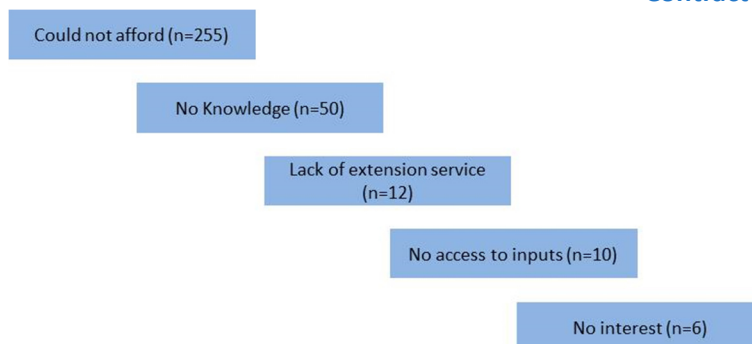 Could not afford (n=255)
No Knowledge (n=50)
Lack of extension service
(n=12)
No access to inputs (n=10)
No interest (n=6)